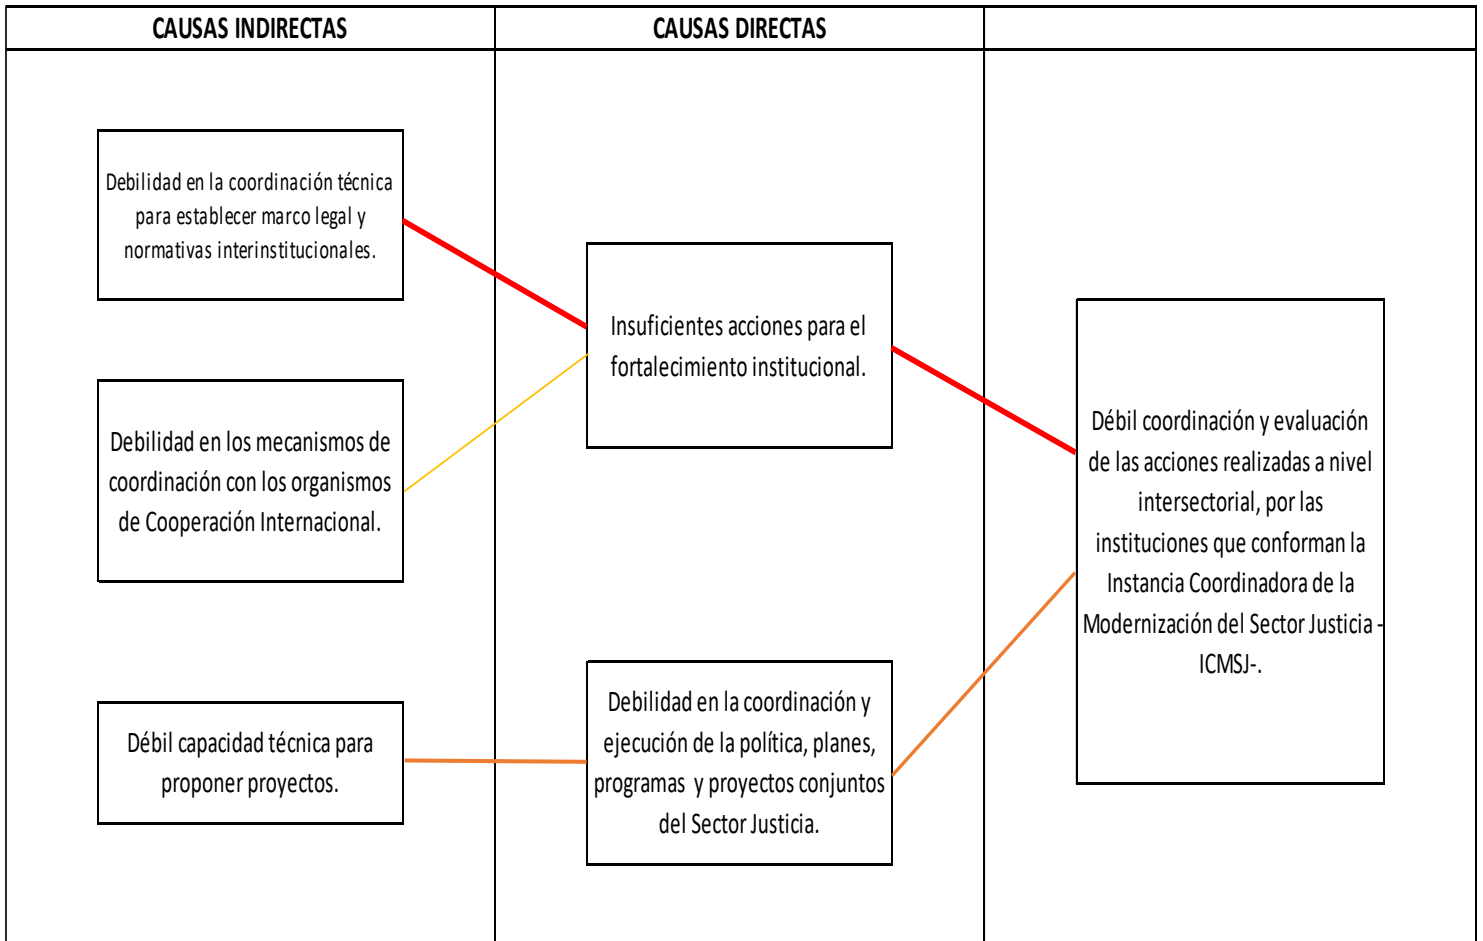 CAUSAS INDIRECTAS
CAUSAS DIRECTAS
Debilidad en la coordinación técnica
para establecer marco legal y
normativas interinstitucionales.
Debilidad en los mecanismos de
coordinación con los organismos
de Cooperación Internacional.
Débil capacidad técnica para
proponer proyectos.
Insuficientes acciones para el
fortalecimiento institucional.
Debilidad en la coordinación y
ejecución de la política, planes,
programas y proyectos conjuntos
del Sector Justicia.
Débil coordinación y evaluación
de las acciones realizadas a nivel
intersectorial, por las
instituciones que conforman la
Instancia Coordinadora de la
Modernización del Sector Justicia -
ICMSJ-.